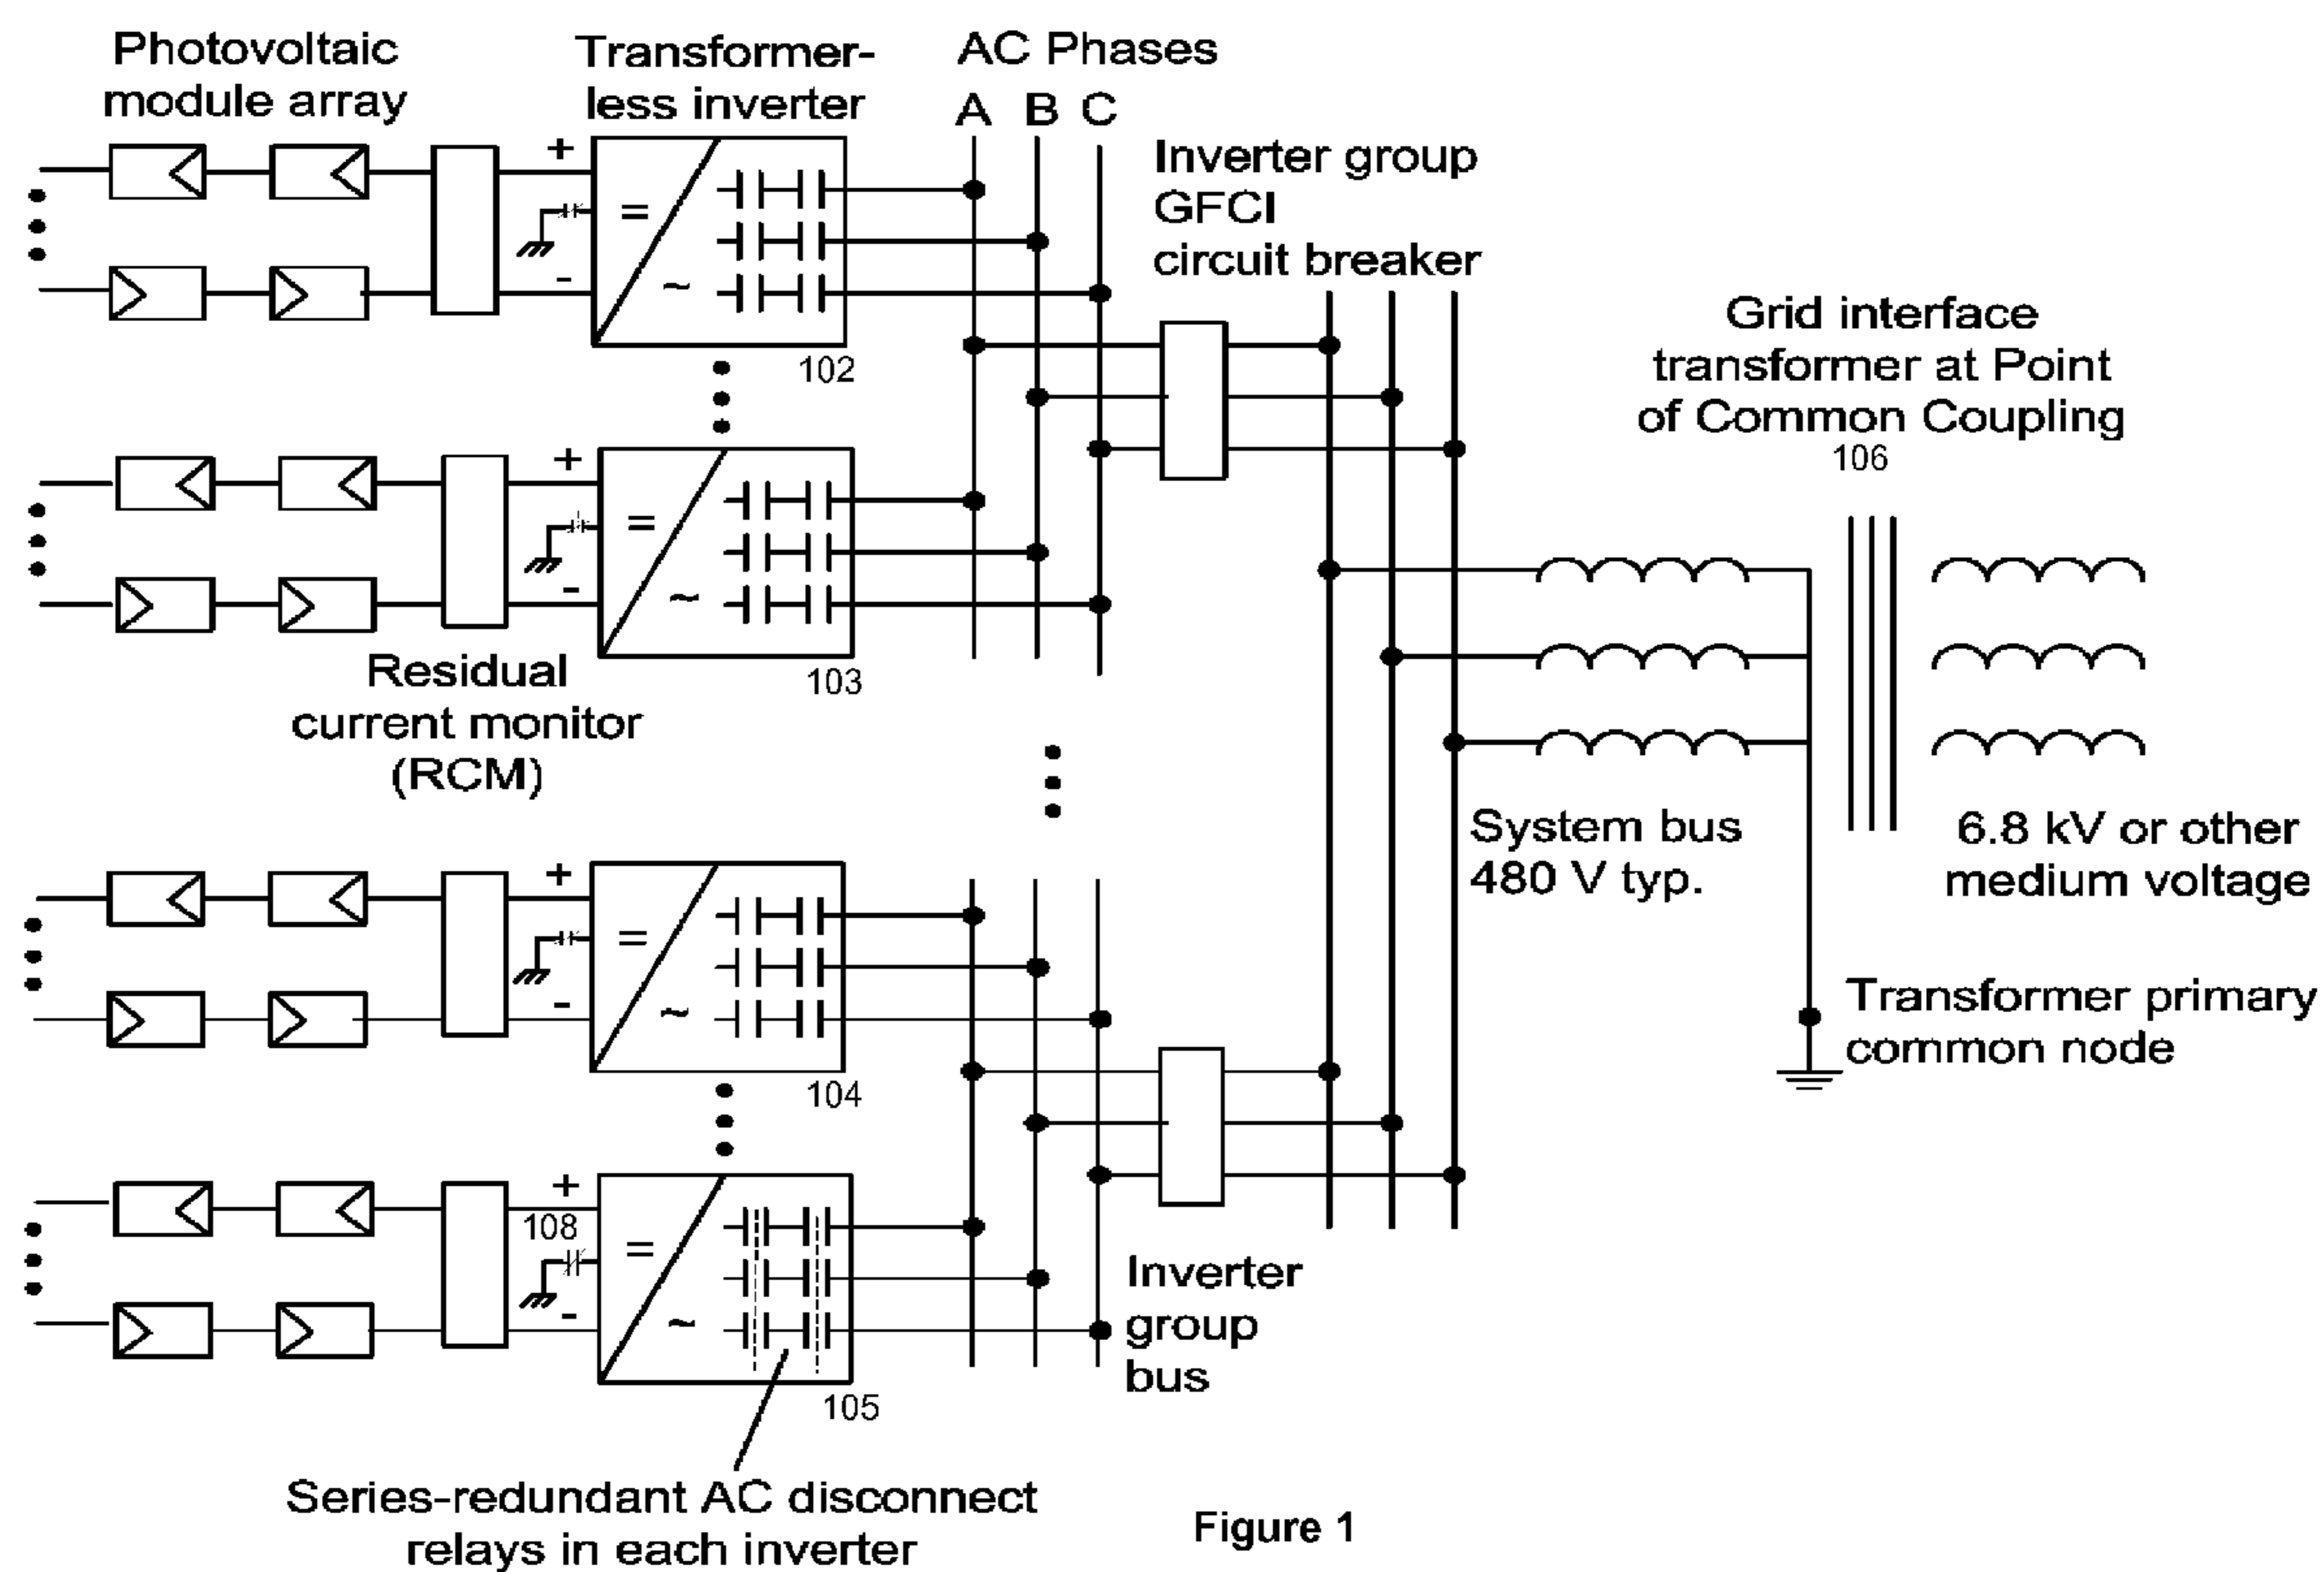 Photovoltaic
module array
Transformer-
less inverter
AC Phases
A B C
+
=
-
~
102
Inverter group
GFCI
circuit breaker
Grid interface
transformer at Point
of Common Coupling
106
+
=
-
~
103
Residual
current monitor
(RCM)
System bus
480 V typ.
6.8 kV or other
medium voltage
+
=
-
~
104
Transformer primary
common node
+
108
=
-
~
105
Inverter
group
bus
Series-redundant AC disconnect
relays in each inverter
Figure 1